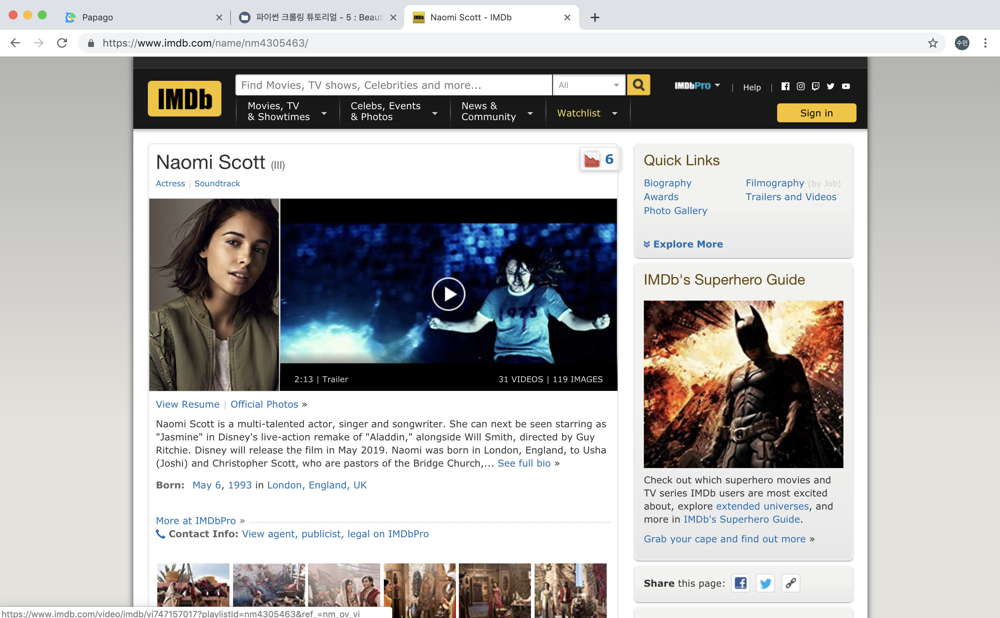 Papago
파이썬 크롤링 튜토리얼 - 5 : Beauti
IMDb
Naomi Scott - IMDb
https://www.imdb.com/name/nm4305463/
수민
IMDb
Find Movies, TV shows, Celebrities and more...
All
IMDbPro
|
Help
|
Movies, TV
& Showtimes
Celebs, Events
& Photos
News &
Community
Watchlist
Sign in
Naomi Scott (III)
6
Actress | Soundtrack
1973
2:13 | Trailer
31 VIDEOS | 119 IMAGES
View Resume | Official Photos »
Naomi Scott is a multi-talented actor, singer and songwriter. She can next be seen starring as
"Jasmine" in Disney's live-action remake of "Aladdin," alongside Will Smith, directed by Guy
Ritchie. Disney will release the film in May 2019. Naomi was born in London, England, to Usha
(Joshi) and Christopher Scott, who are pastors of the Bridge Church,... See full bio »
Born: May 6, 1993 in London, England, UK
More at IMDbPro »
Contact Info: View agent, publicist, legal on IMDbPro
Quick Links
Biography
Filmography (by Job)
Awards
Trailers and Videos
Photo Gallery
Explore More
IMDb's Superhero Guide
Check out which superhero movies and
TV series IMDb users are most excited
about, explore extended universes, and
more in IMDb's Superhero Guide.
Grab your cape and find out more »
Share this page:
https://www.imdb.com/video/imdb/vi747157017?playlistId=nm4305463&ref_=nm_ov_vi